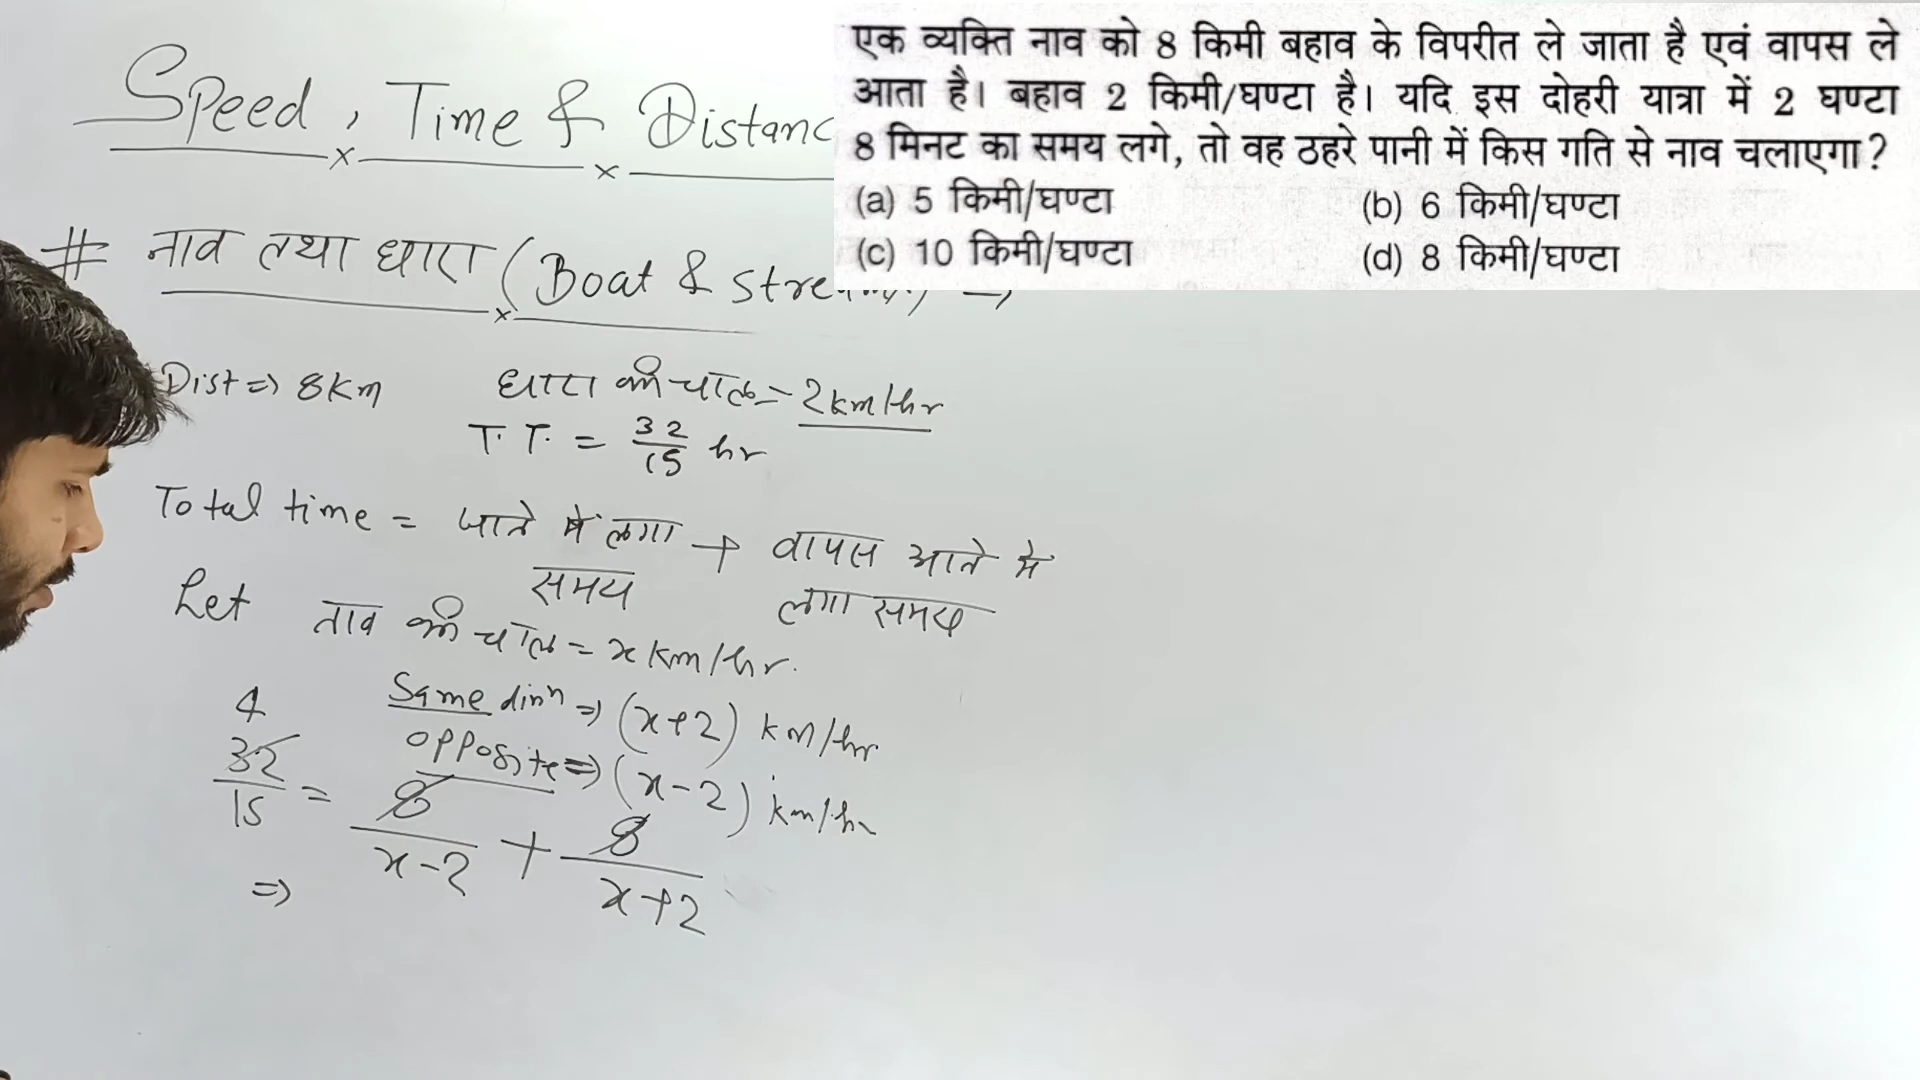 Speed, Time & Distanc
एक व्यक्ति नाव को 8 किमी बहाव के विपरीत ले जाता है एवं वापस ले
आता है। बहाव 2 किमी/घण्टा है। यदि इस दोहरी यात्रा में 2 घण्टा
8 मिनट का समय लगे, तो वह ठहरे पानी में किस गति से नाव चलाएगा?
(a) 5 किमी/घण्टा (b) 6 किमी/घण्टा
(c) 10 किमी/घण्टा (d) 8 किमी/घण्टा
# नाव तथा धारा (Boat &
Dist => 8km धारा की चाल = 2km/hr
T.T. = 32/15 hr
Total time = जाने में लगा + वापस आने में
समय लगा समय
Let नाव की चाल = x km/hr.
Same dirⁿ => (x+2) km/hr
opposite => (x-2) km/hr
4
32/15 = 8/x-2 + 8/x+2
=>